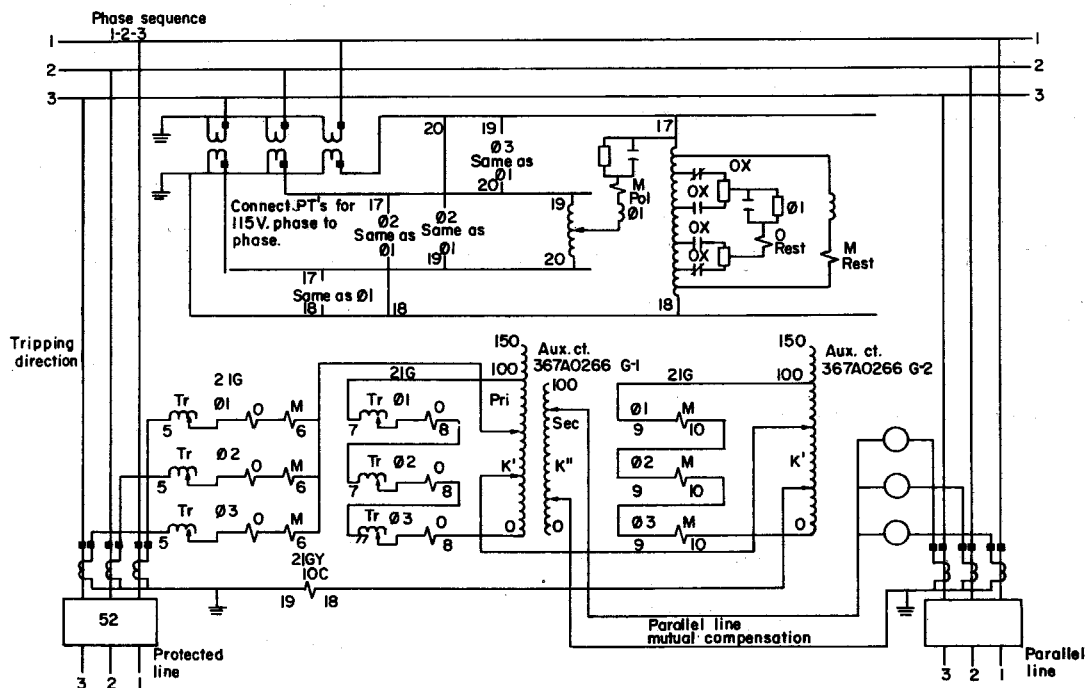 Phase sequence
1-2-3
1
1
2
2
3
3
20
19
Ø3
Same as
Ø1
20
17
M
Pol
Ø1
OX
OX
OX
OX
Ø1
O
Rest
M
Rest
Connect PT's for
115V. phase to
phase.
17
Ø2
Same as
Ø1
Ø2
Same as
Ø1
19
19
20
17
Same as Ø1
18
18
18
Tripping
direction
21G
Tr Ø1 O M
5 6
Tr Ø2 O M
5 6
Tr Ø3 O M
5 6
21G
Tr Ø1 O
7 8
Tr Ø2 O
7 8
Tr Ø3 O
8
150
100
Pri
K'
0
Aux. ct.
367A0266 G-1
100
Sec
K"
0
21G
Ø1 M
9 10
Ø2 M
9 10
Ø3 M
9 10
150
100
K'
0
Aux. ct.
367A0266 G-2
21GY
10C
19 18
52
Protected
line
3 2 1
Parallel line
mutual compensation
Parallel
line
3 2 1